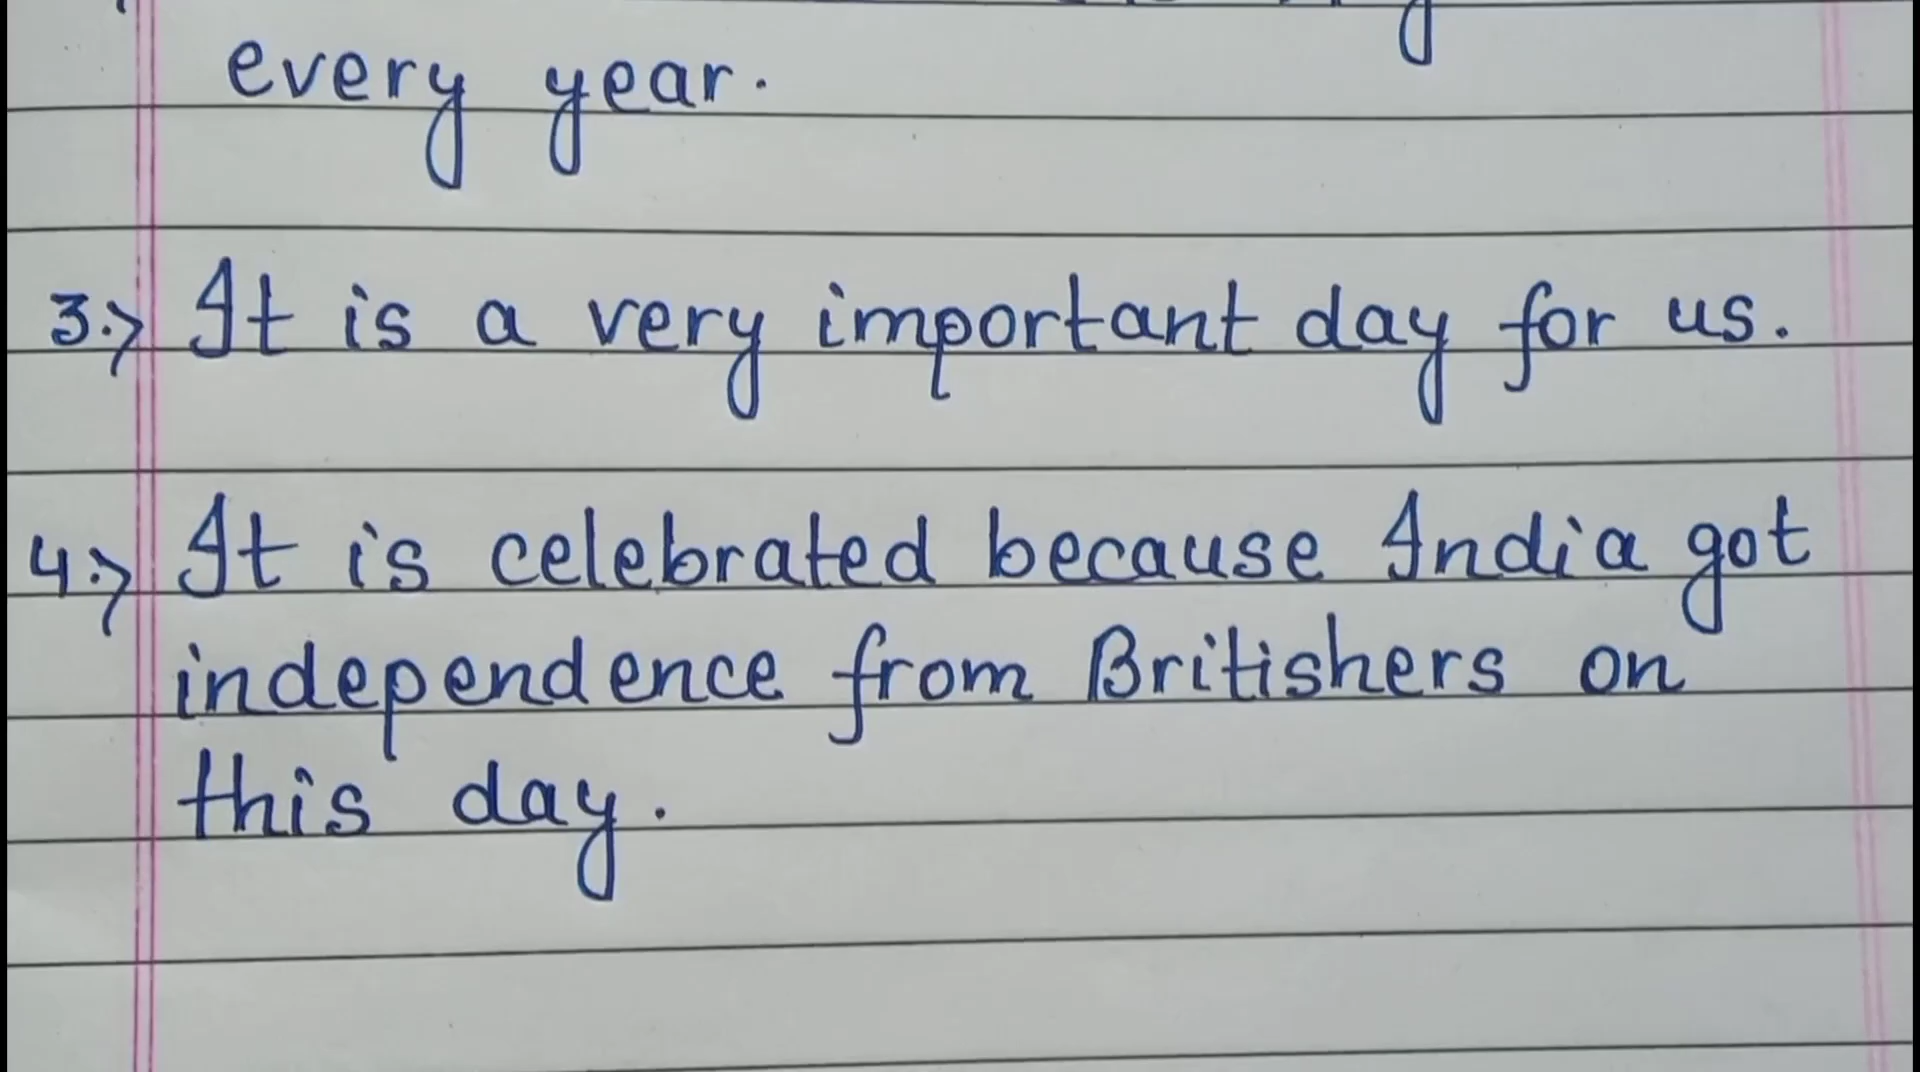 every year.
3.> It is a very important day for us.
4.> It is celebrated because India got
independence from Britishers on
this day.